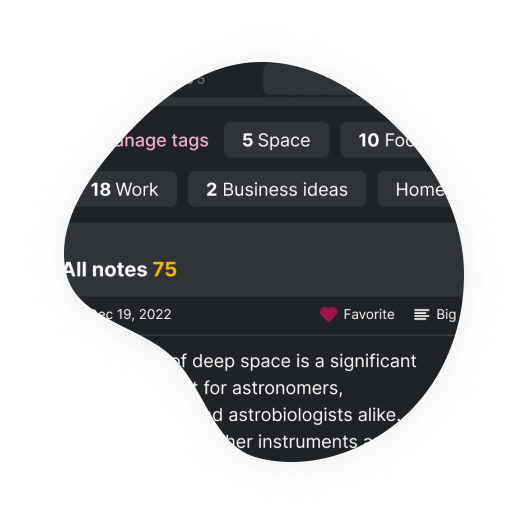 anage tags 5 Space 10 Foo
18 Work 2 Business ideas Home
All notes 75
ec 19, 2022 Favorite Big
of deep space is a significant
t for astronomers,
d astrobiologists alike.
her instruments a